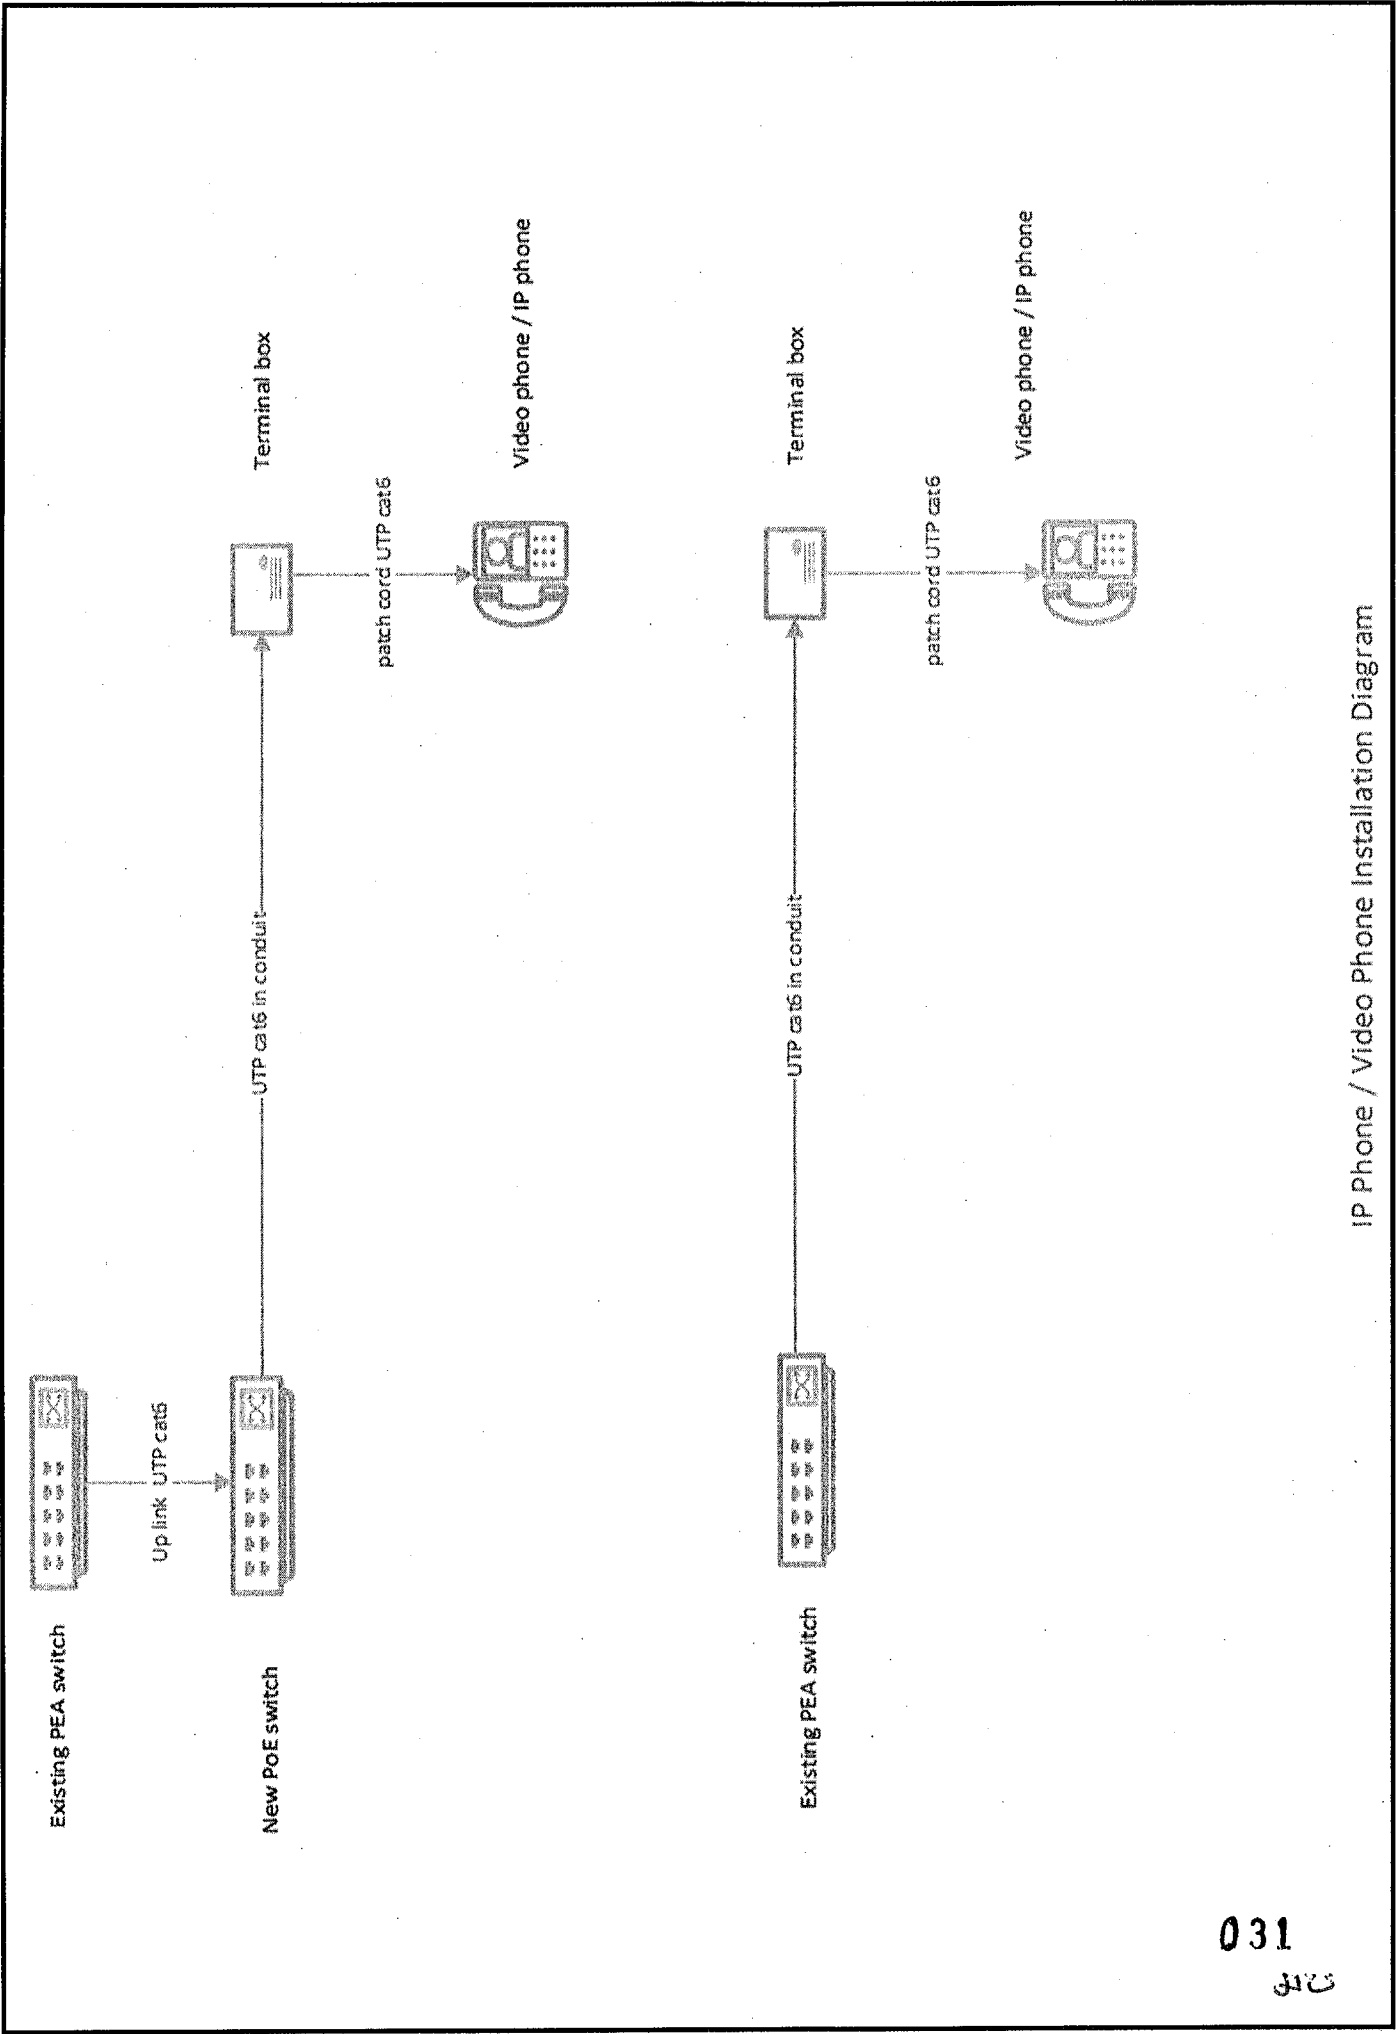 Existing PEA switch
Up link UTP cat6
New PoE switch
UTP cat6 in conduit
Terminal box
patch cord UTP cat6
Video phone / IP phone
Existing PEA switch
UTP cat6 in conduit
Terminal box
patch cord UTP cat6
Video phone / IP phone
IP Phone / Video Phone Installation Diagram
031